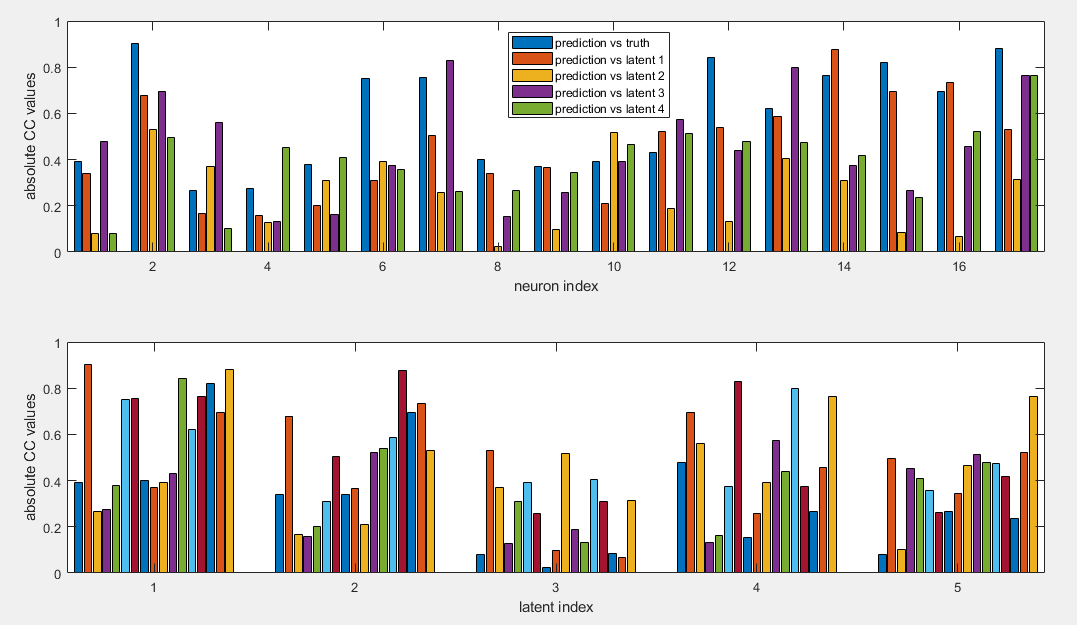 absolute CC values
1
0.8
0.6
0.4
0.2
0
prediction vs truth
prediction vs latent 1
prediction vs latent 2
prediction vs latent 3
prediction vs latent 4
2 4 6 8 10 12 14 16
neuron index
absolute CC values
1
0.8
0.6
0.4
0.2
0
1 2 3 4 5
latent index